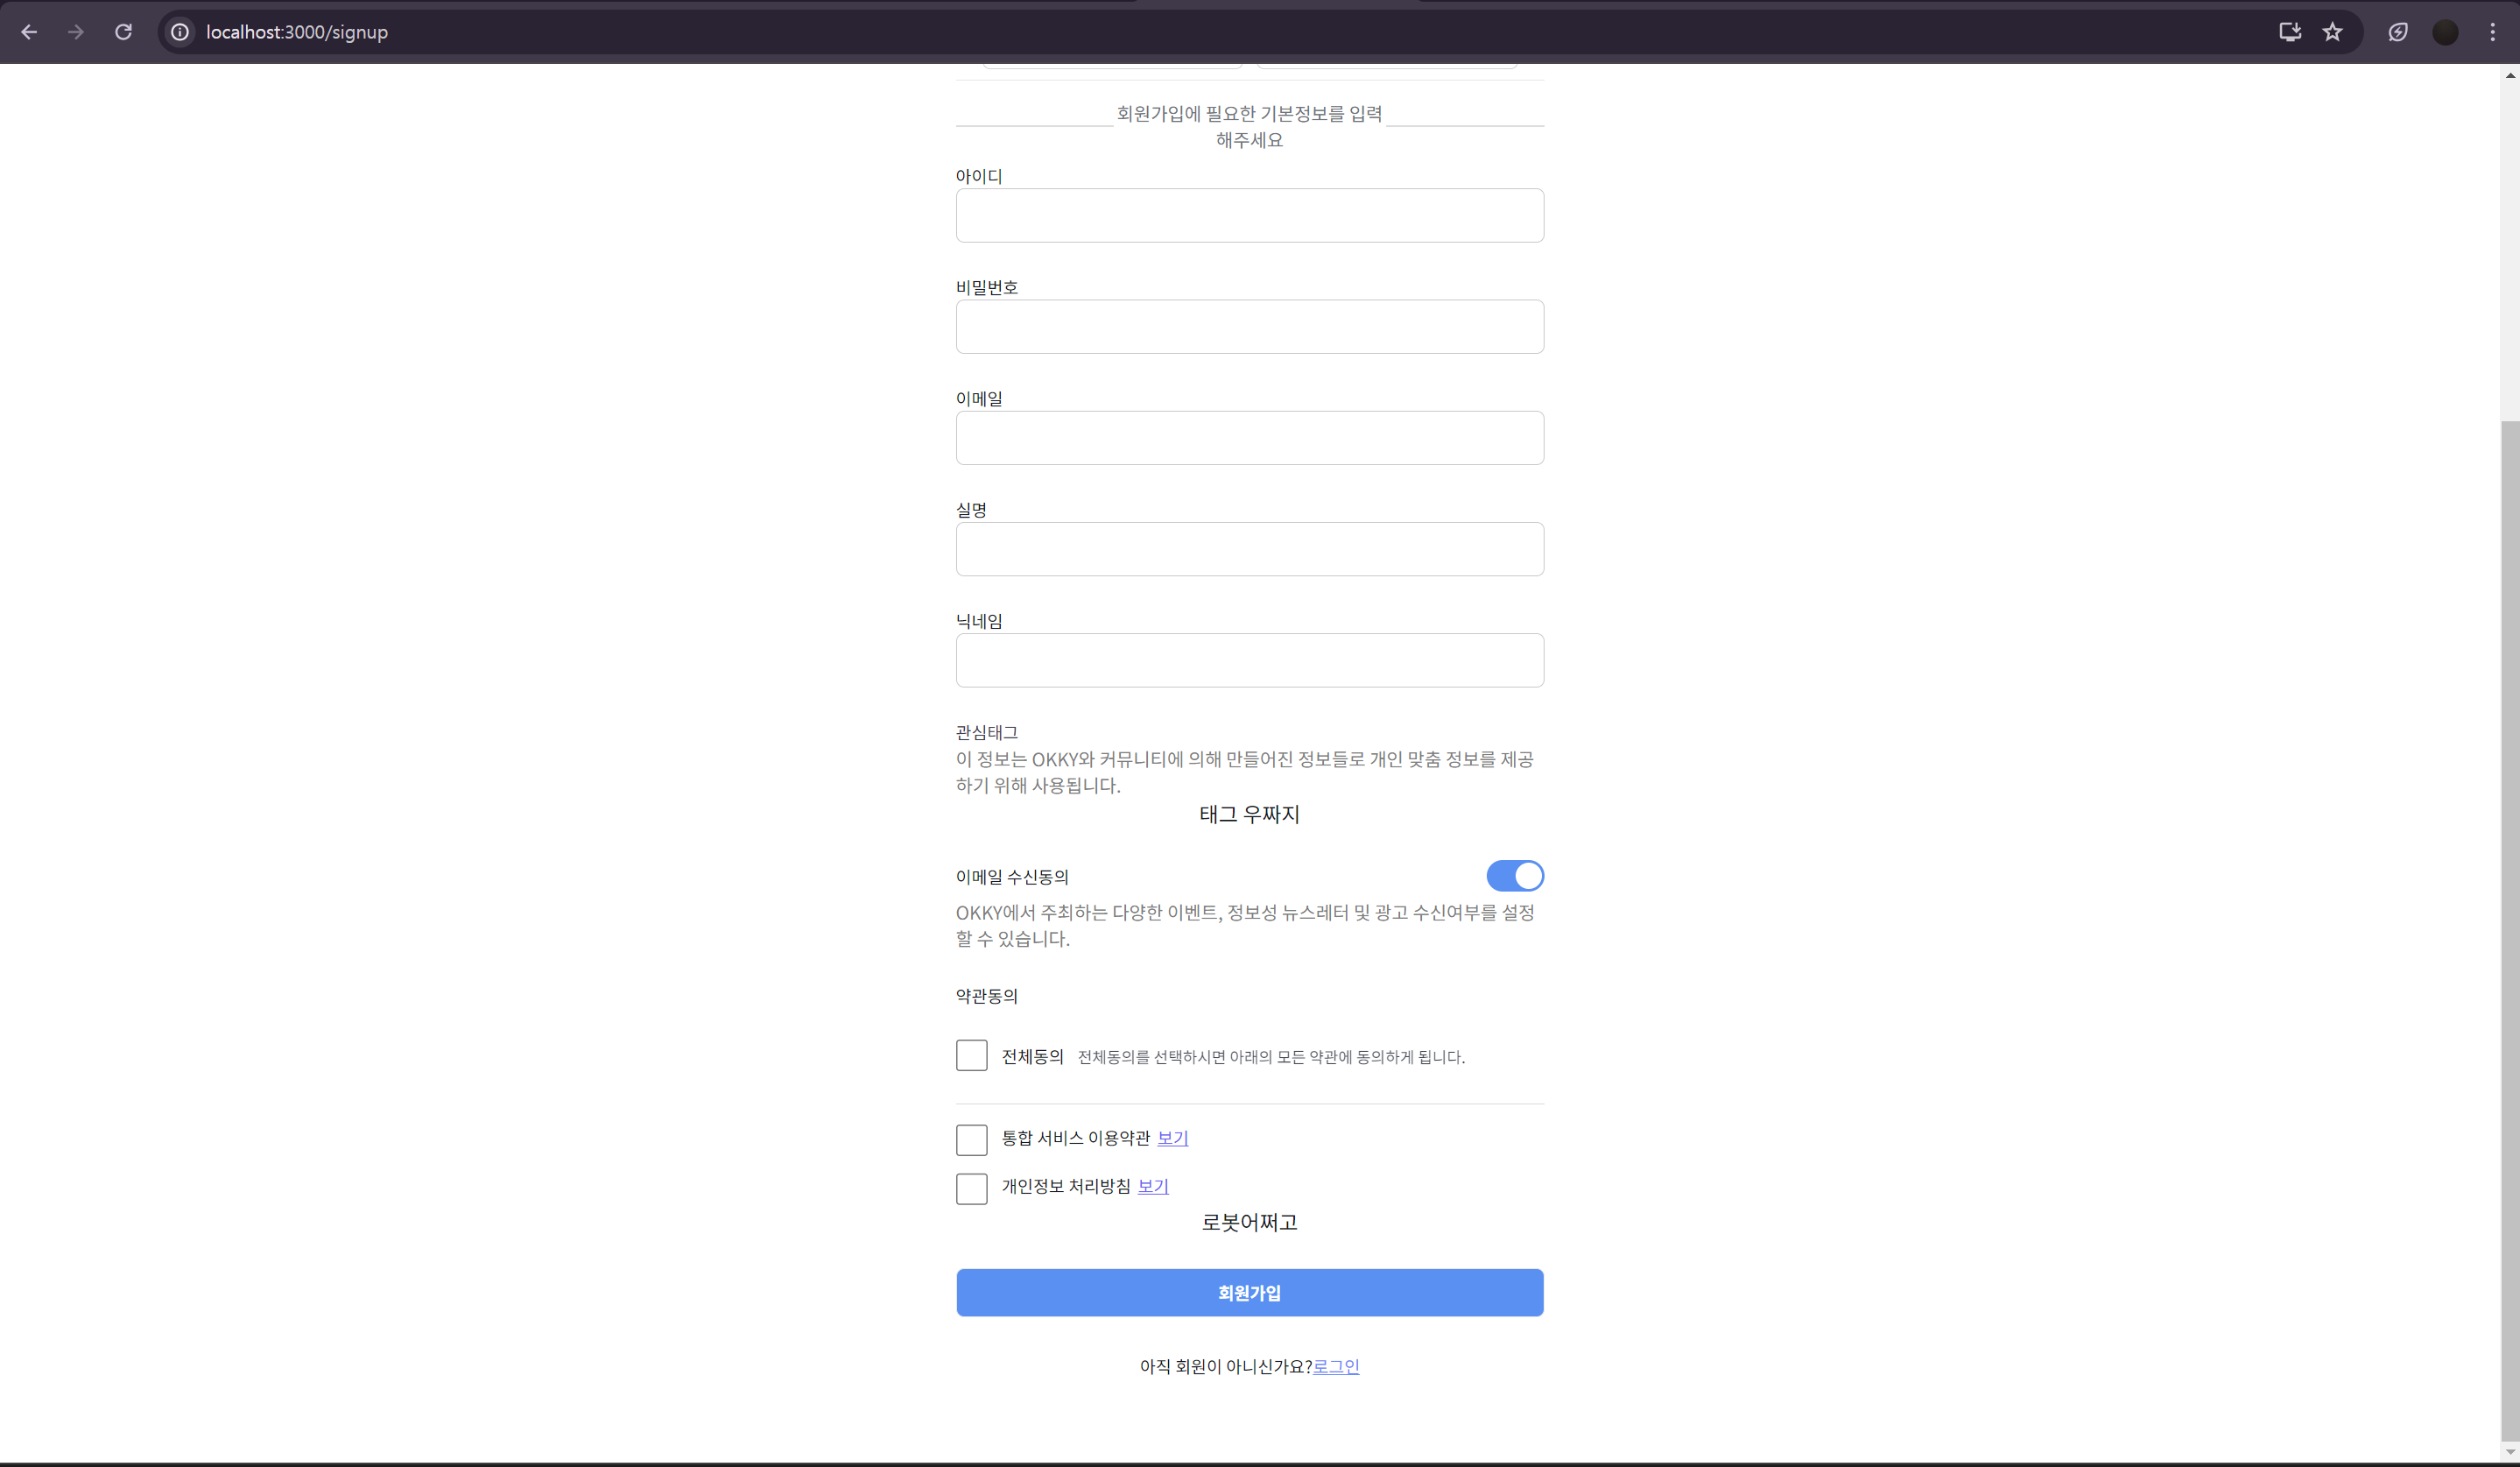 localhost:3000/signup
회원가입에 필요한 기본정보를 입력
해주세요
아이디
비밀번호
이메일
실명
닉네임
관심태그
이 정보는 OKKY와 커뮤니티에 의해 만들어진 정보들로 개인 맞춤 정보를 제공
하기 위해 사용됩니다.
태그 우짜지
이메일 수신동의
OKKY에서 주최하는 다양한 이벤트, 정보성 뉴스레터 및 광고 수신여부를 설정
할 수 있습니다.
약관동의
전체동의 전체동의를 선택하시면 아래의 모든 약관에 동의하게 됩니다.
통합 서비스 이용약관 보기
개인정보 처리방침 보기
로봇어쩌고
회원가입
아직 회원이 아니신가요?로그인